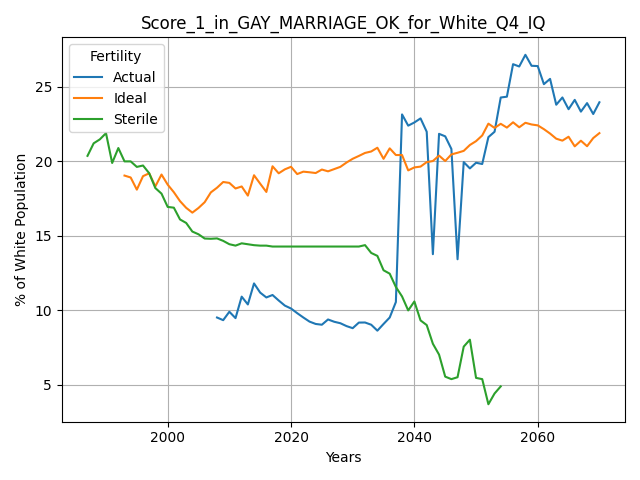 Score_1_in_GAY_MARRIAGE_OK_for_White_Q4_IQ
Fertility
Actual
Ideal
Sterile
% of White Population
25
20
15
10
5
2000 2020 2040 2060
Years